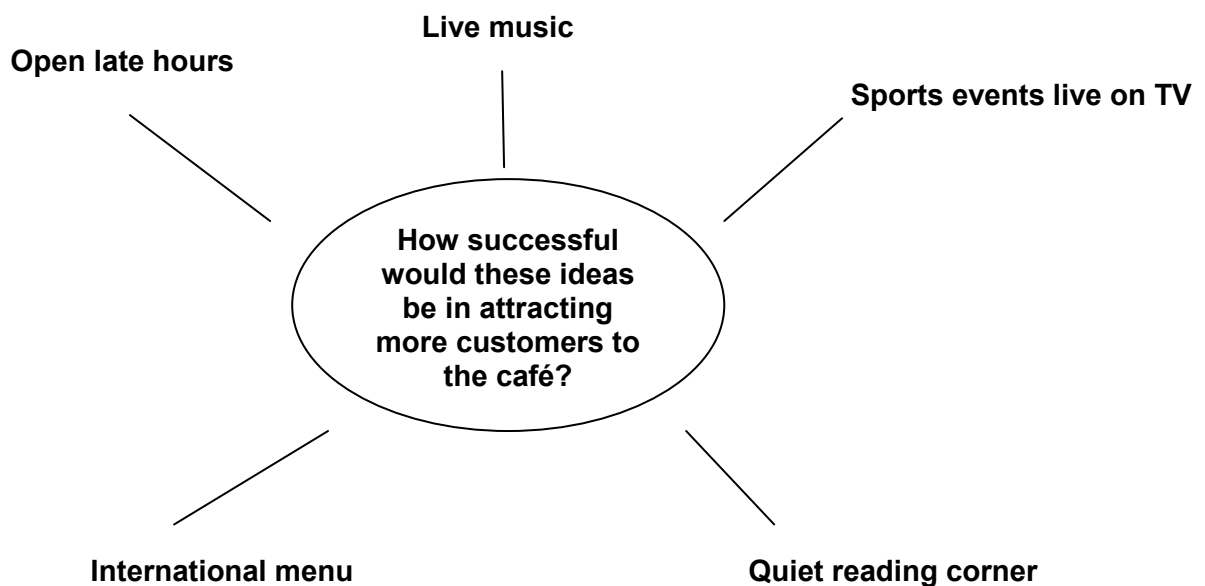 Live music
Open late hours
Sports events live on TV
How successful
would these ideas
be in attracting
more customers to
the café?
International menu
Quiet reading corner